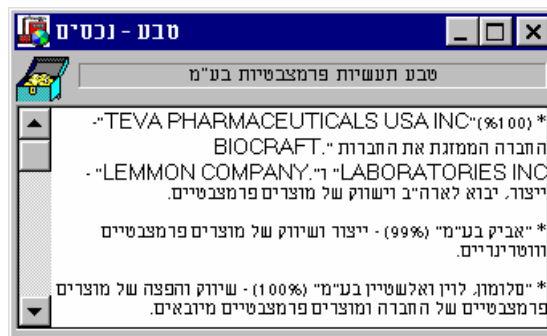 טבע - נכסים
טבע תעשיות פרמצבטיות בע"מ
* "TEVA PHARMACEUTICALS USA INC"(%100)-
החברה הממזגת את החברות "BIOCRAFT.
LABORATORIES INC" ו"LEMMON COMPANY." -
ייצור, יבוא לארה"ב וישווק של מוצרים פרמצבטיים.
* "אביק בע"מ" (99%) - ייצור ושיווק של מוצרים פרמצבטיים
ווטרינריים.
* "סלומון, לוין ואלשטיין בע"מ" (100%) - שיווק והפצה של מוצרים
פרמצבטיים של החברה ומוצרים פרמצבטיים מיובאים.